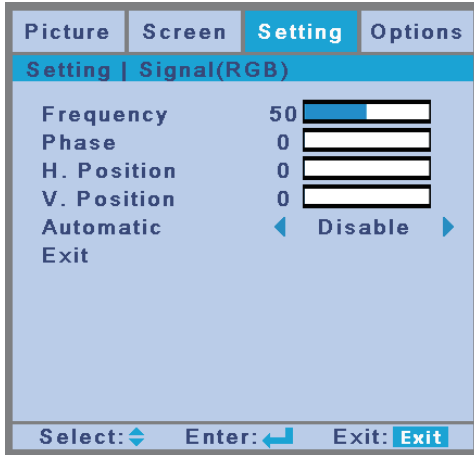 Picture Screen Setting Options
Setting | Signal(RGB)
Frequency 50
Phase 0
H. Position 0
V. Position 0
Automatic Disable
Exit
Select: Enter: Exit: Exit